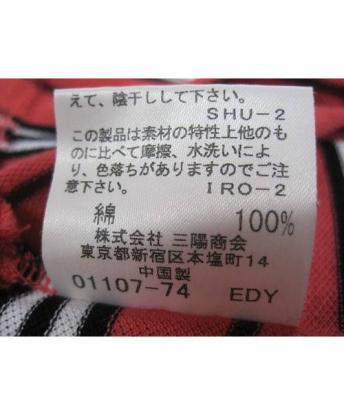 えて、陰干しして下さい。
SHU-2
この製品は素材の特性上他のも
のに比べて摩擦、水洗いによ
り、色落ちがありますのでご注
意下さい。 IRO-2
綿 100%
株式会社 三陽商会
東京都新宿区本塩町14
中国製
01107-74 EDY